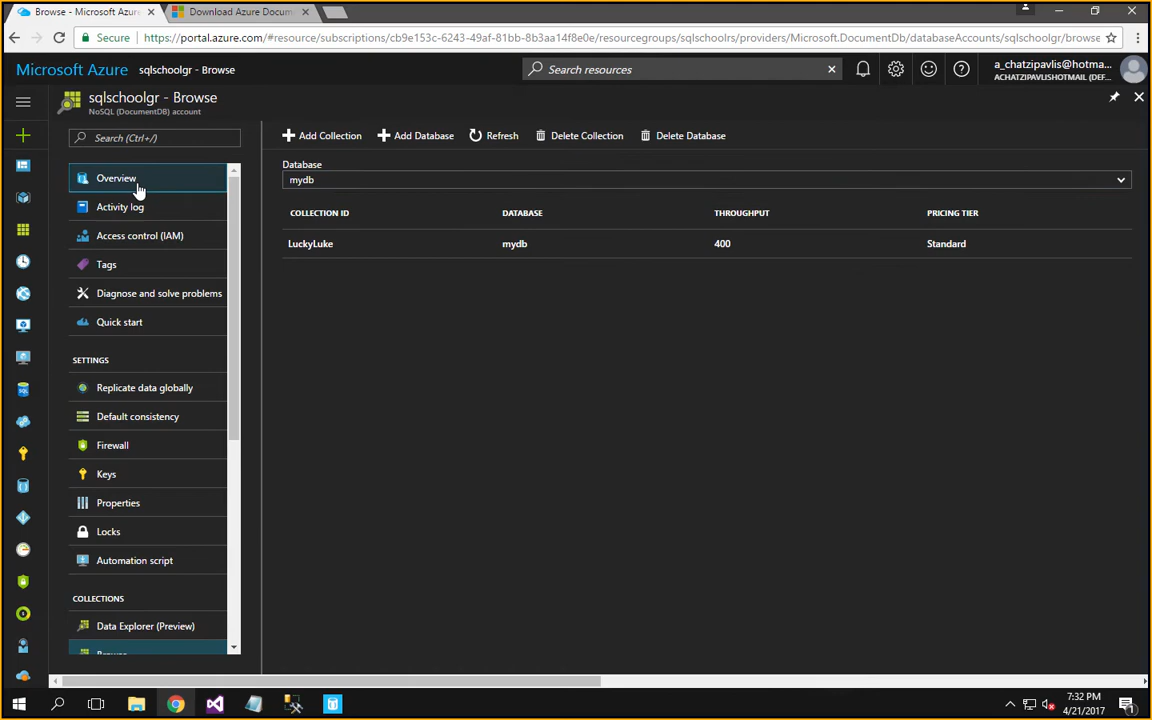 Browse - Microsoft Azure
Download Azure Docum
Secure
https://portal.azure.com/#resource/subscriptions/cb9e153c-6243-49af-81bb-8b3aa14f8e0e/resourcegroups/sqlschoolrs/providers/Microsoft.DocumentDb/databaseAccounts/sqlschoolgr/browse
Microsoft Azure
sqlschoolgr - Browse
Search resources
a_chatzipavlis@hotma...
ACHATZIPAVLISHOTMAIL (DEF...
sqlschoolgr - Browse
NoSQL (DocumentDB) account
Search (Ctrl+/)
Add Collection
Add Database
Refresh
Delete Collection
Delete Database
Overview
Activity log
Access control (IAM)
Tags
Diagnose and solve problems
Quick start
SETTINGS
Replicate data globally
Default consistency
Firewall
Keys
Properties
Locks
Automation script
COLLECTIONS
Data Explorer (Preview)
Browse
Database
mydb
COLLECTION ID DATABASE THROUGHPUT PRICING TIER
LuckyLuke mydb 400 Standard
SQL
7:32 PM
4/21/2017
1